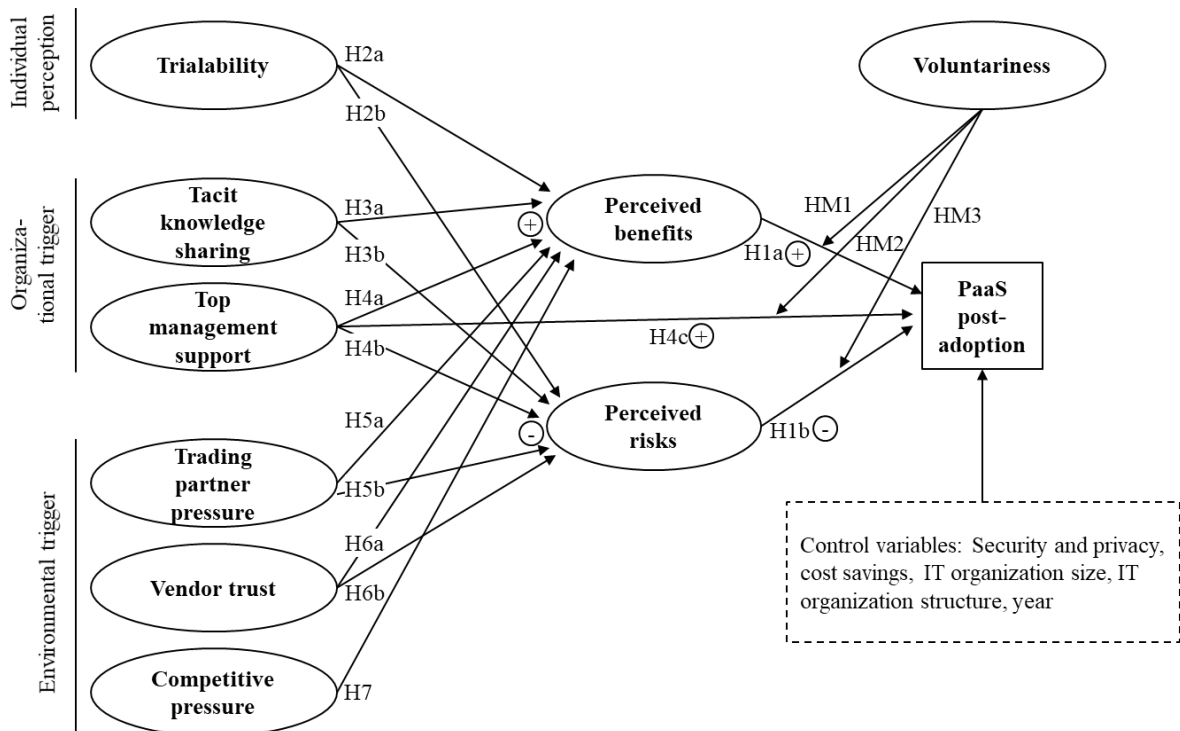 Individual
perception
Trialability
H2a
H2b
Voluntariness
Organiza-
tional trigger
Tacit
knowledge
sharing
H3a
H3b
Top
management
support
H4a
H4b
+
Perceived
benefits
H1a +
HM1
HM2
HM3
H4c +
PaaS
post-
adoption
-
Perceived
risks
H1b -
Environmental trigger
Trading
partner
pressure
H5a
H5b
Vendor trust
H6a
H6b
Competitive
pressure
H7
Control variables: Security and privacy,
cost savings, IT organization size, IT
organization structure, year